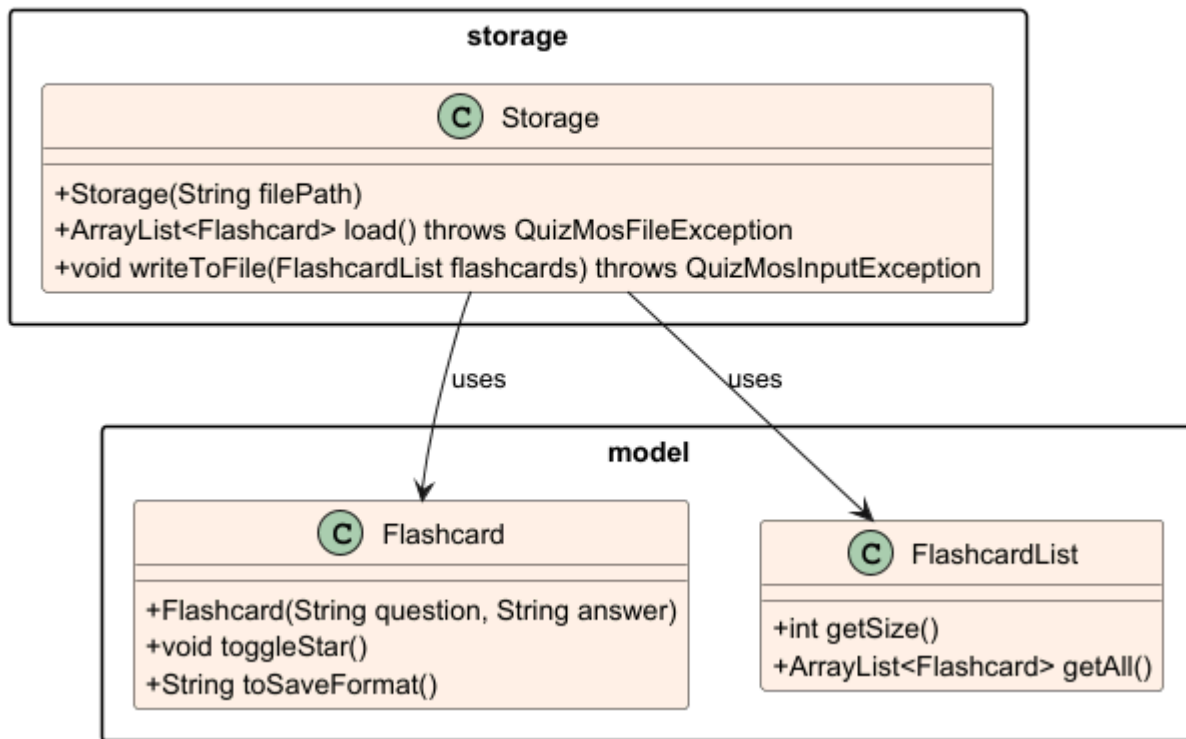 storage
C Storage
+Storage(String filePath)
+ArrayList<Flashcard> load() throws QuizMosFileException
+void writeToFile(FlashcardList flashcards) throws QuizMosInputException
uses
uses
model
C Flashcard
+Flashcard(String question, String answer)
+void toggleStar()
+String toSaveFormat()
C FlashcardList
+int getSize()
+ArrayList<Flashcard> getAll()